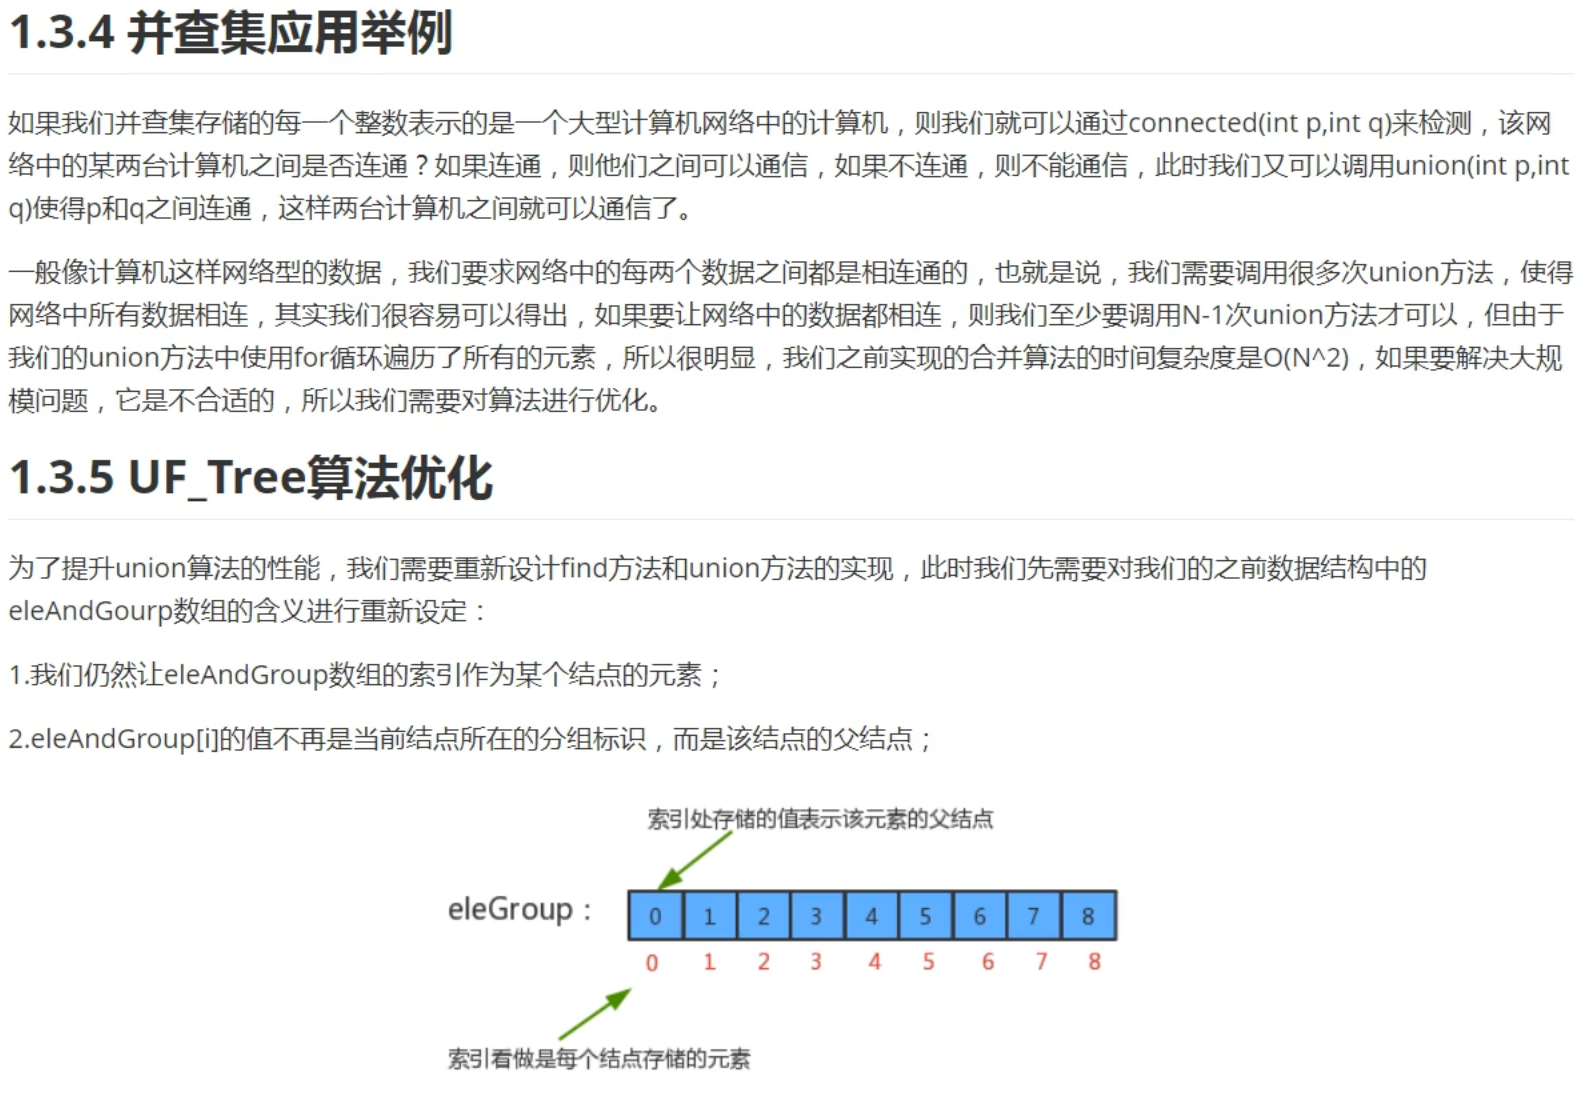 1.3.4 并查集应用举例
如果我们并查集存储的每一个整数表示的是一个大型计算机网络中的计算机，则我们就可以通过connected(int p,int q)来检测，该网
络中的某两台计算机之间是否连通？如果连通，则他们之间可以通信，如果不连通，则不能通信，此时我们又可以调用union(int p,int
q)使得p和q之间连通，这样两台计算机之间就可以通信了。
一般像计算机这样网络型的数据，我们要求网络中的每两个数据之间都是相连通的，也就是说，我们需要调用很多次union方法，使得
网络中所有数据相连，其实我们很容易可以得出，如果要让网络中的数据都相连，则我们至少要调用N-1次union方法才可以，但由于
我们的union方法中使用for循环遍历了所有的元素，所以很明显，我们之前实现的合并算法的时间复杂度是O(N^2)，如果要解决大规
模问题，它是不合适的，所以我们需要对算法进行优化。
1.3.5 UF_Tree算法优化
为了提升union算法的性能，我们需要重新设计find方法和union方法的实现，此时我们先需要对我们的之前数据结构中的
eleAndGourp数组的含义进行重新设定：
1.我们仍然让eleAndGroup数组的索引作为某个结点的元素；
2.eleAndGroup[i]的值不再是当前结点所在的分组标识，而是该结点的父结点；
索引处存储的值表示该元素的父结点
eleGroup： 0 1 2 3 4 5 6 7 8
0 1 2 3 4 5 6 7 8
索引看做是每个结点存储的元素